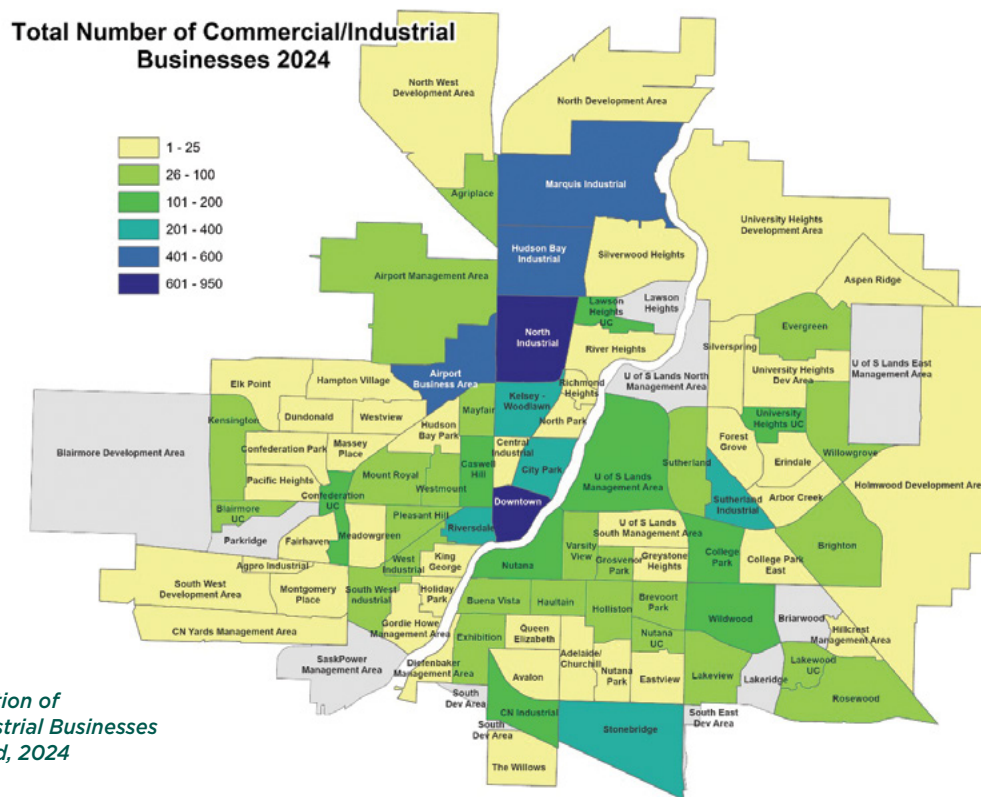 Total Number of Commercial/Industrial
Businesses 2024
1 - 25
26 - 100
101 - 200
201 - 400
401 - 600
601 - 950
North West
Development Area
North Development Area
Agriplace
Marquis Industrial
University Heights
Development Area
Hudson Bay
Industrial
Silverwood Heights
Airport Management Area
Aspen Ridge
Lawson
Heights
UC
Lawson
Heights
Evergreen
North
Industrial
River Heights
Silverspring
U of S Lands East
Management Area
Airport
Business Area
U of S Lands North
Management Area
University Heights
Dev Area
Elk Point
Hampton Village
Richmond
Heights
Kelsey -
Woodlawn
Mayfair
Kensington
Dundonald
Westview
Hudson
Bay Park
North Park
University
Heights UC
Blairmore Development Area
Confederation Park
Massey
Place
Central
Industrial
Forest
Grove
Willowgrove
Pacific Heights
Mount Royal
Caswell
Hill
City Park
U of S Lands
Management Area
Sutherland
Erindale
Holmwood Development Area
Westmount
Confederation
UC
Sutherland
Industrial
Arbor Creek
Blairmore
UC
Downtown
Pleasant Hill
Riversdale
U of S Lands
South Management Area
Parkridge
Fairhaven
Meadowgreen
Nutana
Varsity
View
Grosvenor
Park
Greystone
Heights
College
Park
College Park
East
Brighton
Agpro Industrial
West
Industrial
King
George
South West
Development Area
Montgomery
Place
South West
Industrial
Holiday
Park
Buena Vista
Haultain
Holliston
Brevoort
Park
Wildwood
Briarwood
Hillcrest
Management Area
CN Yards Management Area
Gordie Howe
Management Area
Exhibition
Queen
Elizabeth
Nutana
UC
SaskPower
Management Area
Diefenbaker
Management Area
Avalon
Adelaide/
Churchill
Nutana
Park
Eastview
Lakeview
Lakeridge
Lakewood
UC
Rosewood
South
Dev Area
CN Industrial
South East
Dev Area
South
Dev Area
Stonebridge
The Willows
tion of
strial Businesses
d, 2024